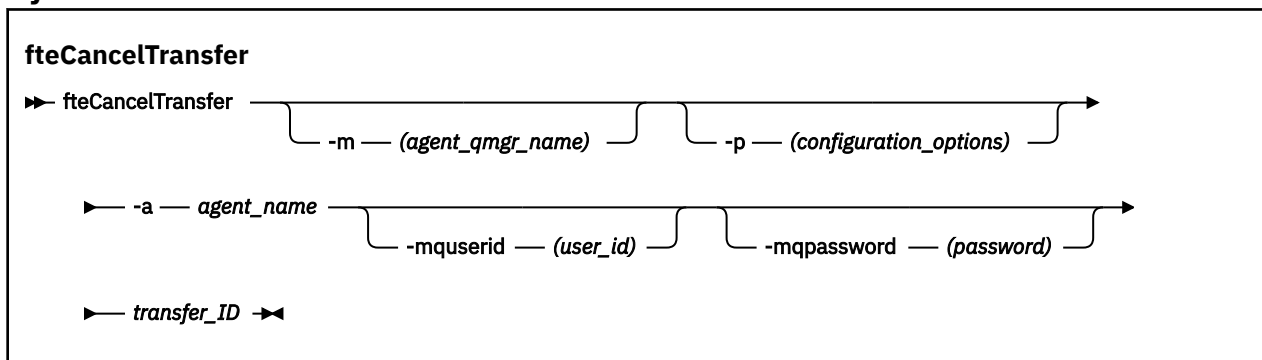 fteCancelTransfer
fteCancelTransfer
-m (agent_qmgr_name) -p (configuration_options)
-a agent_name
-mquserid (user_id) -mqpassword (password)
transfer_ID